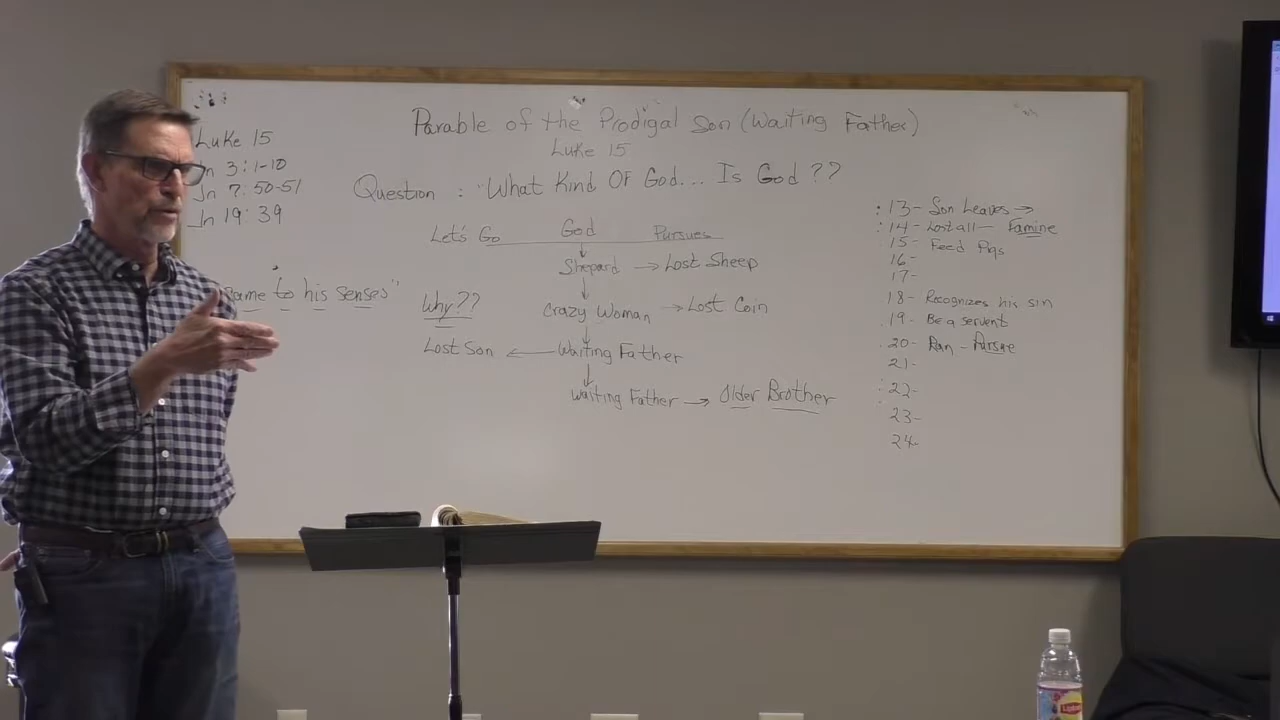 Parable of the Prodigal Son (Waiting Father)
Luke 15
Question : "What Kind Of God... Is God ??
Luke 15
Jn 3:1-10
Jn 7:50-51
Jn 19:39
came to his senses"
Let's Go God Pursues
Shepard → Lost Sheep
Why??
Crazy Woman → Lost Coin
Lost Son ← Waiting Father
Waiting Father → Older Brother
:13- Son Leaves →
:14- Lost all- Famine
15- Feed Pigs
16-
17-
18- Recognizes his sin
19- Be a servent
20- Ran - Pursue
21-
22-
23-
24-
Lipton